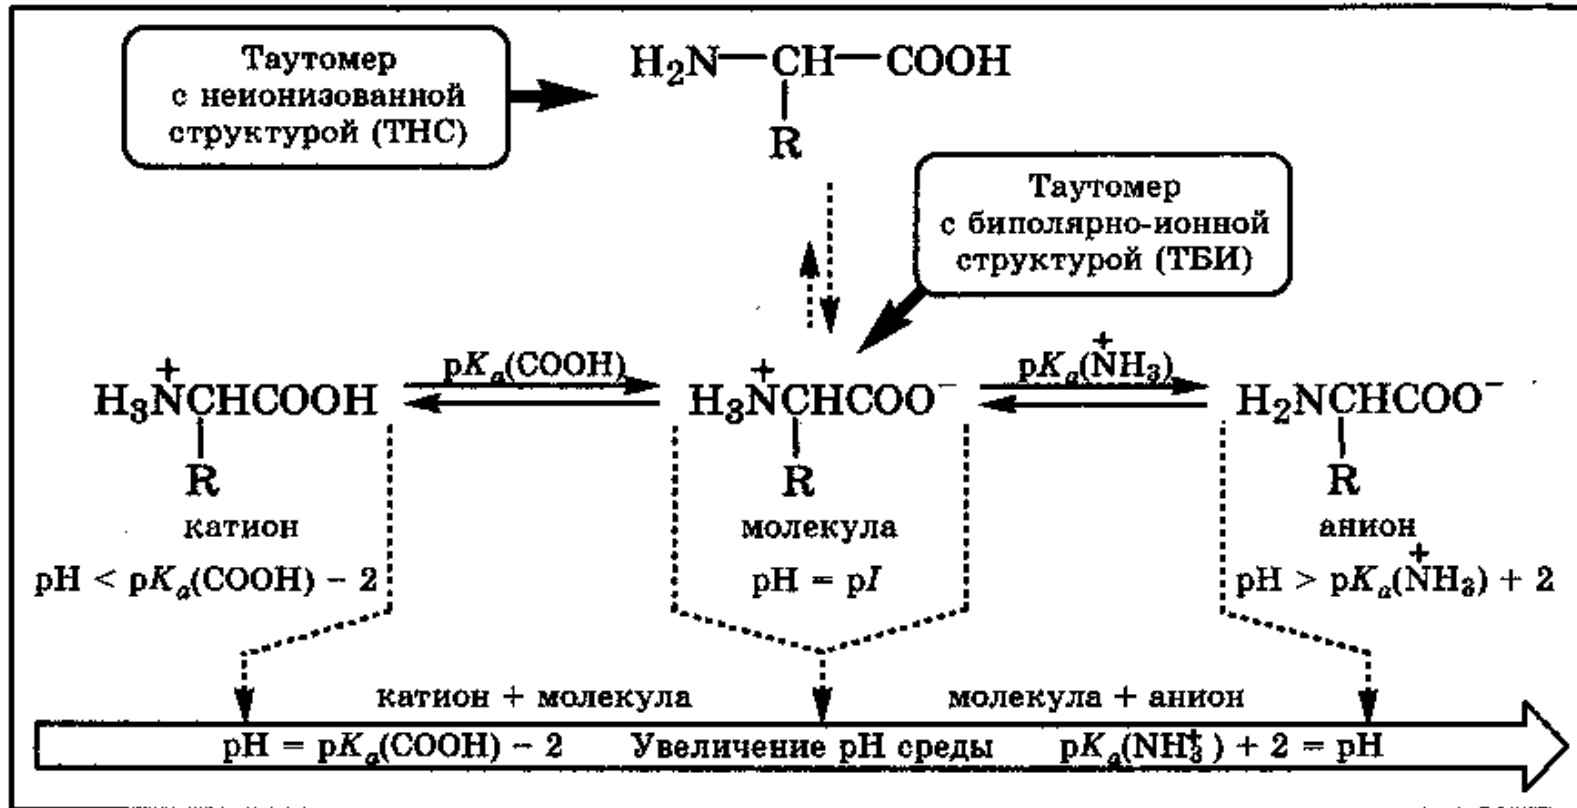 Таутомер
с неионизованной
структурой (ТНС)
H₂N—CH—COOH
R
Таутомер
с биполярно-ионной
структурой (ТБИ)
pKₐ(COOH)
pKₐ(N⁺H₃)
H₃N⁺CHCOOH
H₃N⁺CHCOO⁻
H₂NCHCOO⁻
R
R
R
катион
молекула
анион
pH < pKₐ(COOH) − 2
pH = pI
pH > pKₐ(N⁺H₃) + 2
катион + молекула
молекула + анион
pH = pKₐ(COOH) − 2
Увеличение pH среды
pKₐ(NH₃⁺) + 2 = pH